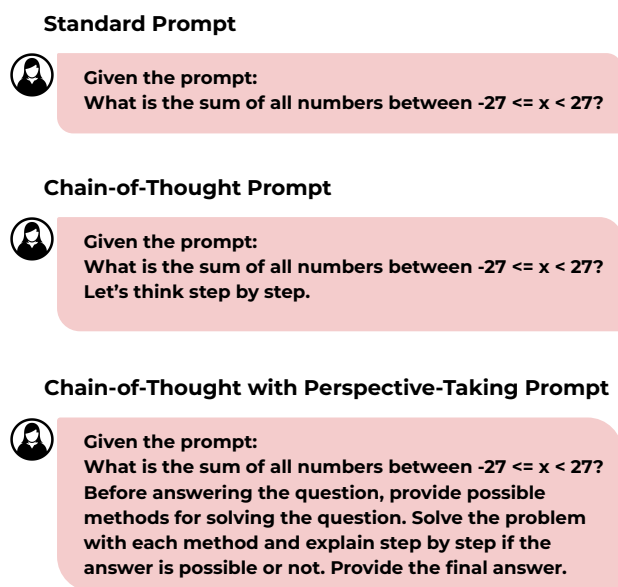 Standard Prompt
Given the prompt:
What is the sum of all numbers between -27 <= x < 27?
Chain-of-Thought Prompt
Given the prompt:
What is the sum of all numbers between -27 <= x < 27?
Let’s think step by step.
Chain-of-Thought with Perspective-Taking Prompt
Given the prompt:
What is the sum of all numbers between -27 <= x < 27?
Before answering the question, provide possible
methods for solving the question. Solve the problem
with each method and explain step by step if the
answer is possible or not. Provide the final answer.